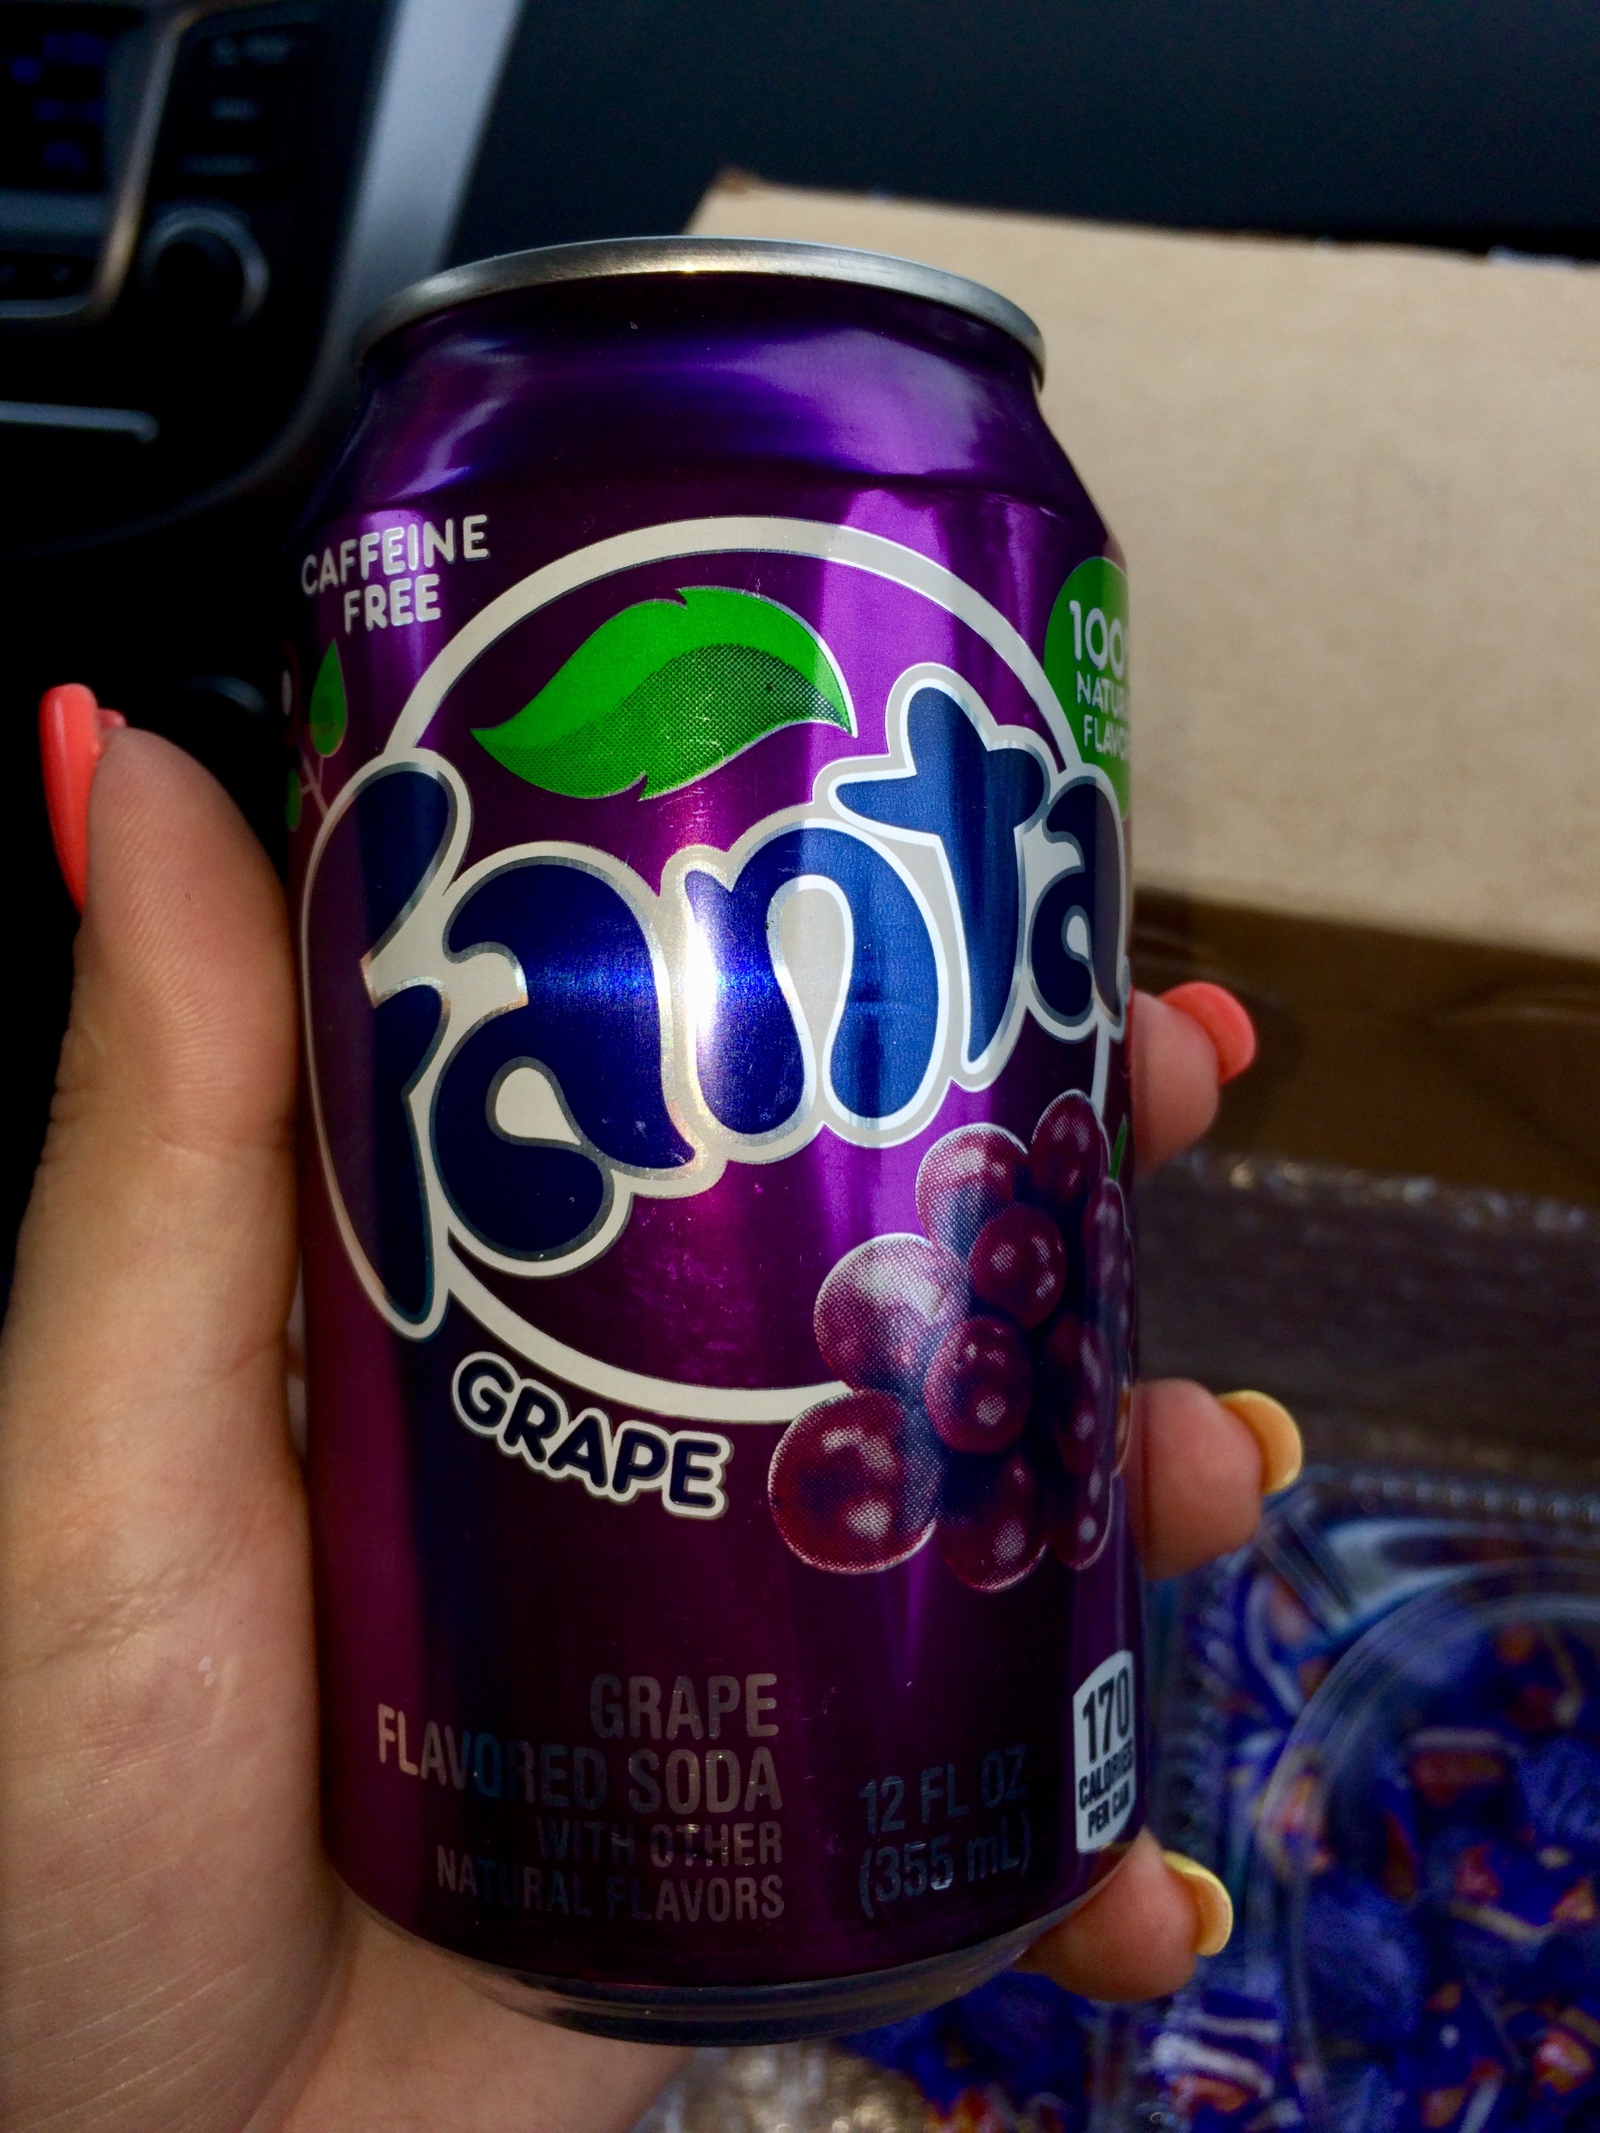 CAFFEINE
FREE
Fanta
GRAPE
GRAPE
FLAVORED SODA
WITH OTHER
NATURAL FLAVORS
12 FL OZ
(355 mL)
170
CALORIES
PER CAN